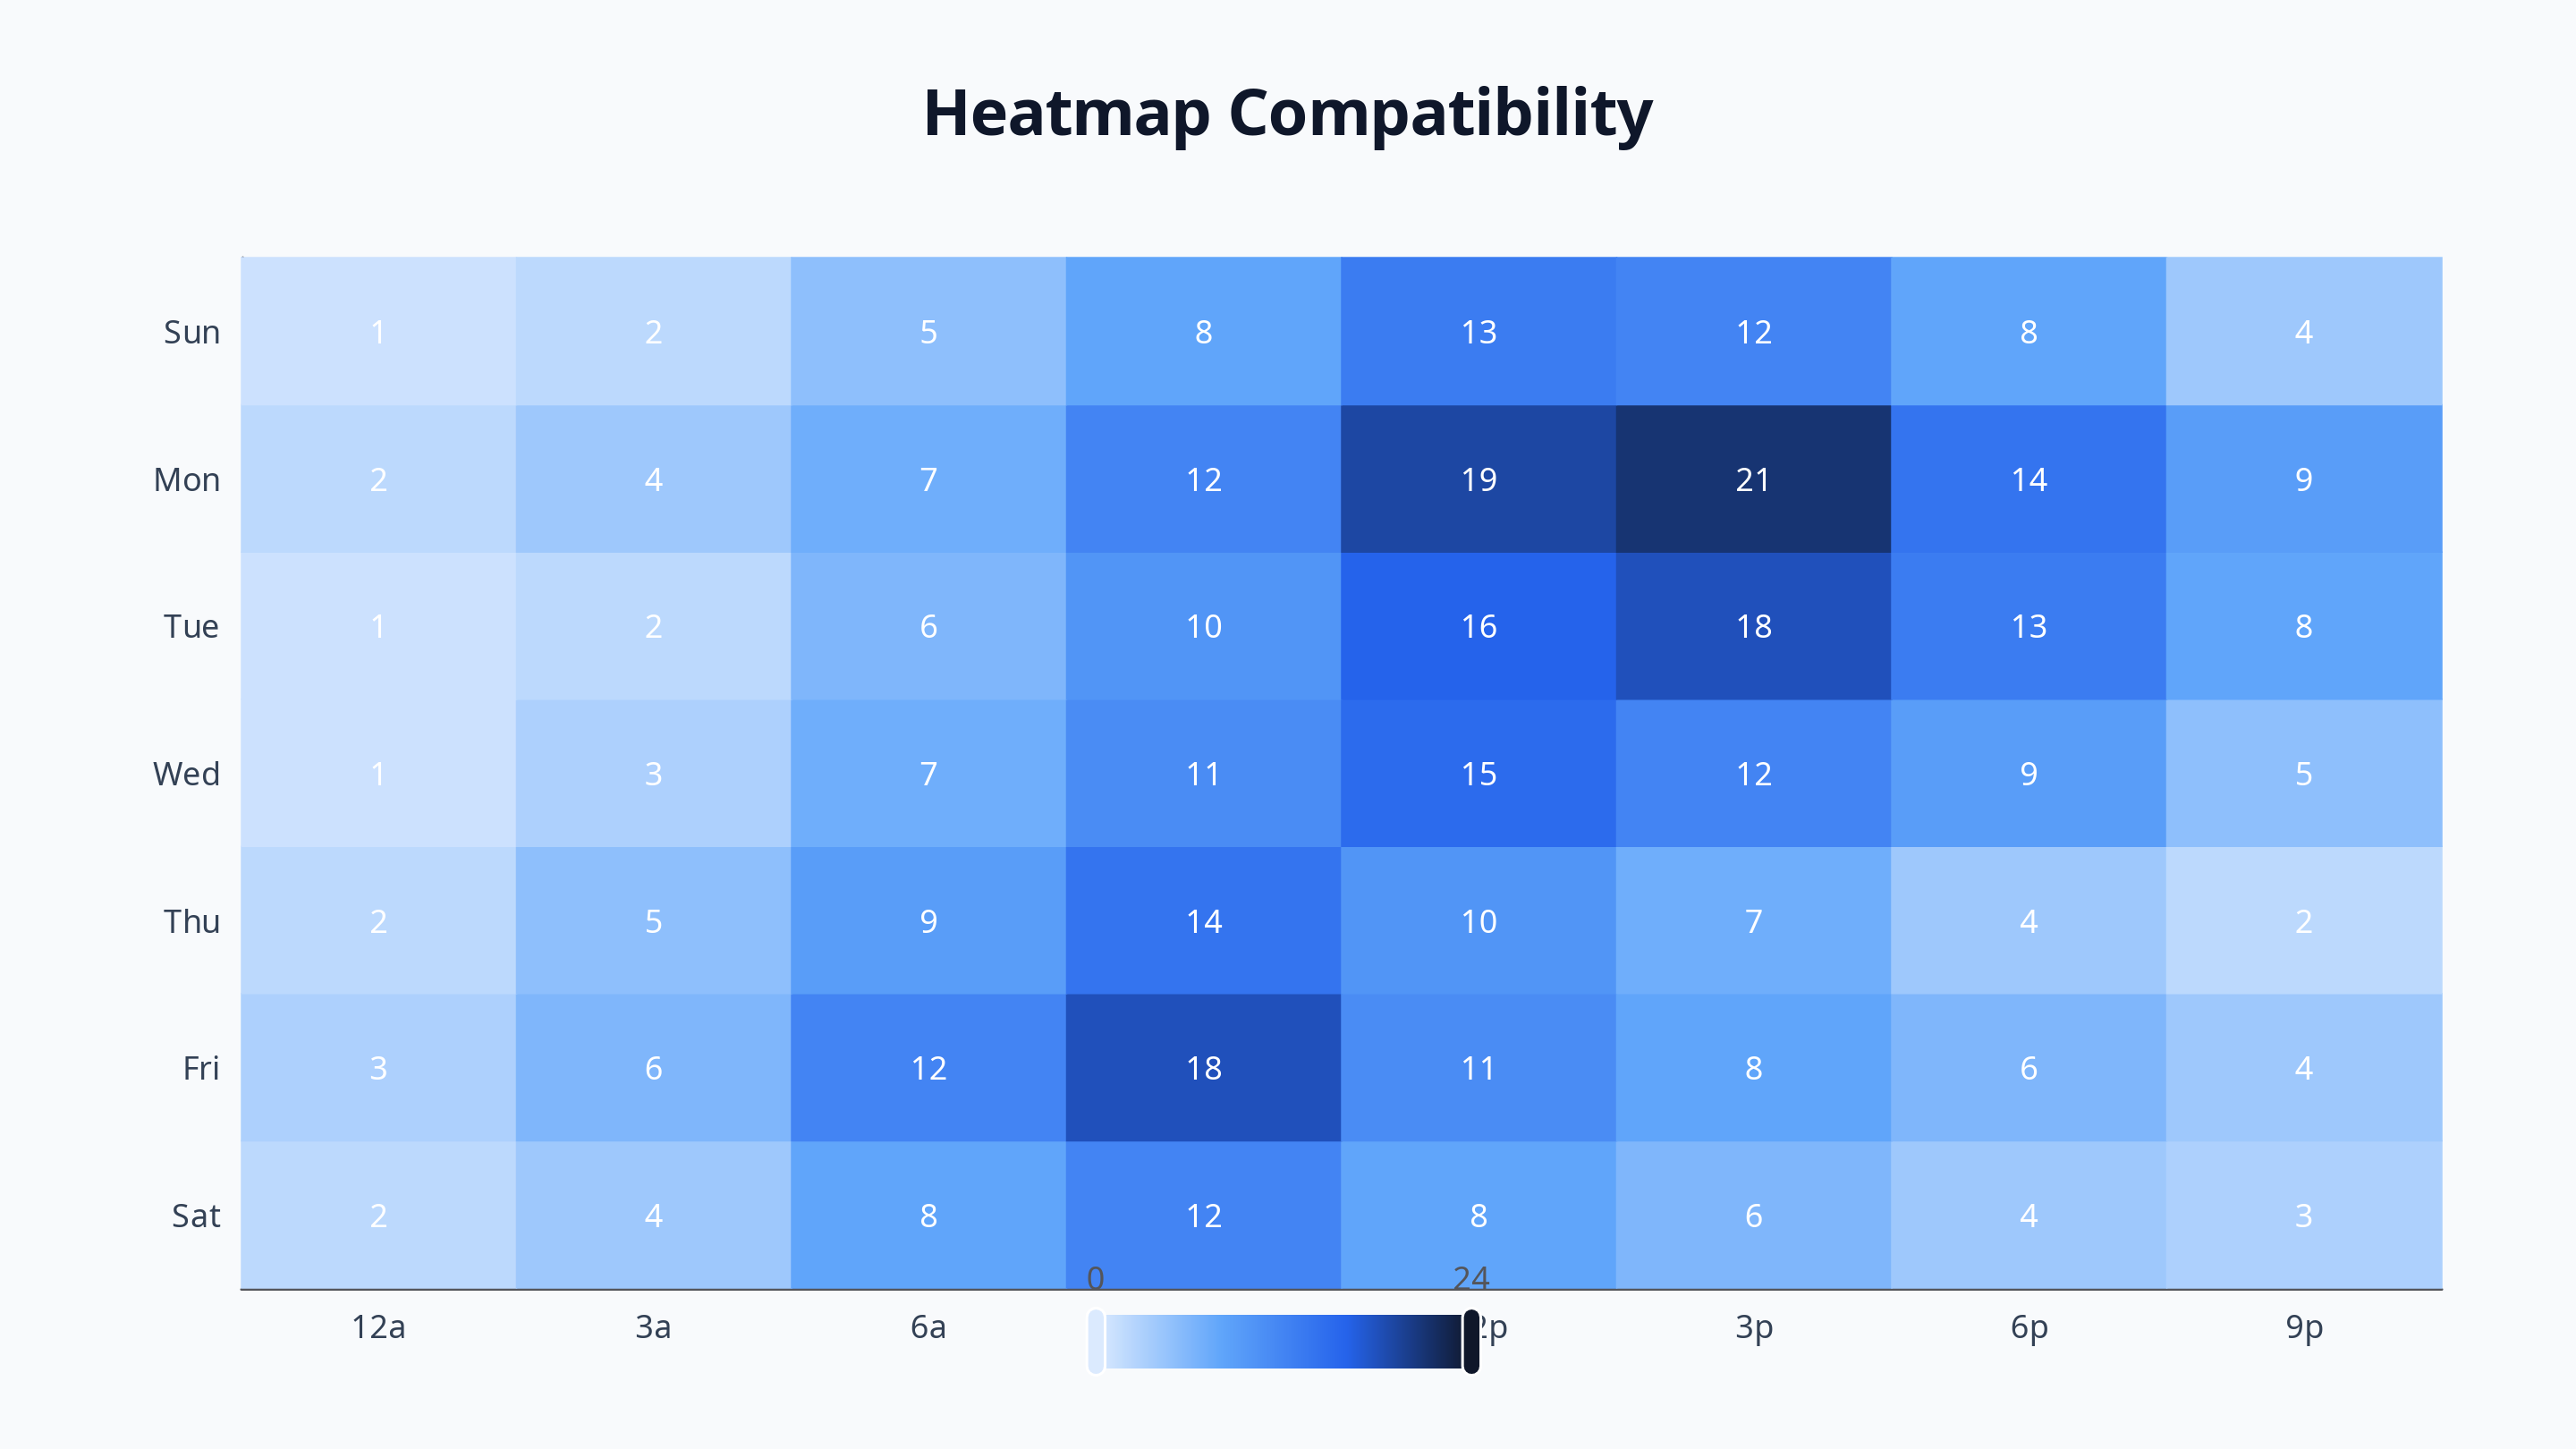 Heatmap Compatibility
Sun 1 2 5 8 13 12 8 4
Mon 2 4 7 12 19 21 14 9
Tue 1 2 6 10 16 18 13 8
Wed 1 3 7 11 15 12 9 5
Thu 2 5 9 14 10 7 4 2
Fri 3 6 12 18 11 8 6 4
Sat 2 4 8 12 8 6 4 3
0 24
12a 3a 6a 3p 6p 9p